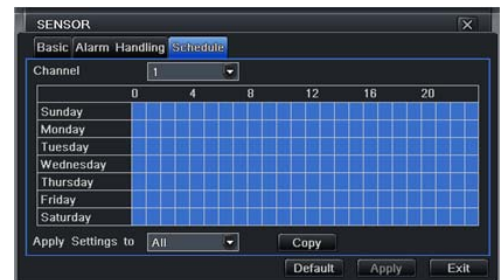 SENSOR
Basic Alarm Handling Schedule
Channel 1
0 4 8 12 16 20
Sunday
Monday
Tuesday
Wednesday
Thursday
Friday
Saturday
Apply Settings to All Copy
Default Apply Exit